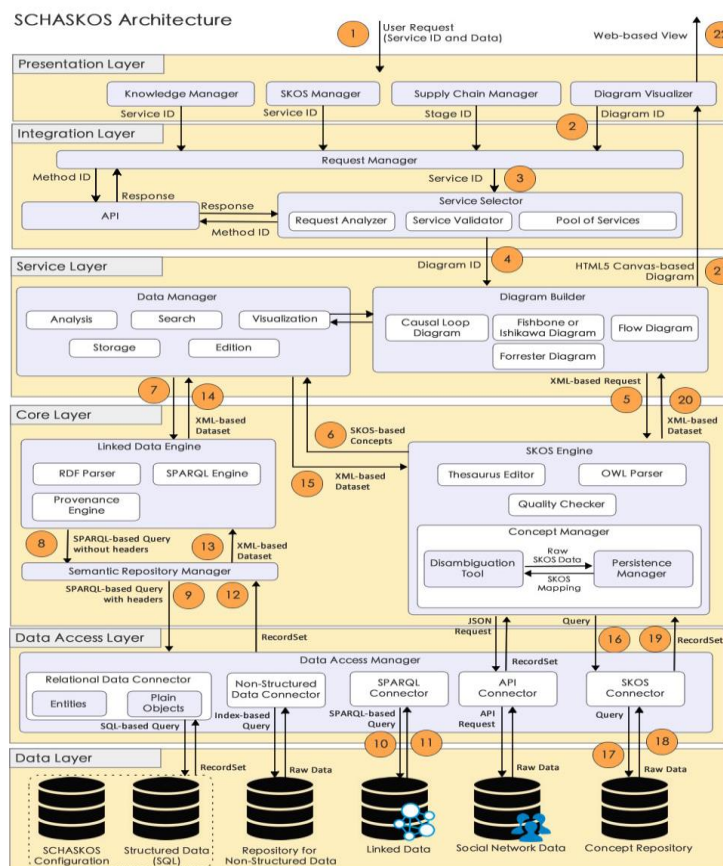 SCHASKOS Architecture
1
User Request
(Service ID and Data)
Web-based View
22
Presentation Layer
Knowledge Manager
SKOS Manager
Supply Chain Manager
Diagram Visualizer
Service ID
Service ID
Stage ID
2
Diagram ID
Integration Layer
Request Manager
Method ID
Response
Service ID
3
API
Response
Method ID
Service Selector
Request Analyzer
Service Validator
Pool of Services
Diagram ID
4
HTML5 Canvas-based
Diagram
Service Layer
Data Manager
Analysis
Search
Visualization
Storage
Edition
Diagram Builder
Causal Loop
Diagram
Fishbone or
Ishikawa Diagram
Flow Diagram
Forrester Diagram
7
14
XML-based
Dataset
6
SKOS-based
Concepts
15
XML-based
Dataset
XML-based Request
5
20
XML-based
Dataset
Core Layer
Linked Data Engine
RDF Parser
SPARQL Engine
Provenance
Engine
SKOS Engine
Thesaurus Editor
OWL Parser
Quality Checker
Concept Manager
Disambiguation
Tool
Raw
SKOS Data
SKOS
Mapping
Persistence
Manager
8
SPARQL-based Query
without headers
13
XML-based
Dataset
Semantic Repository Manager
SPARQL-based Query
with headers
9
12
RecordSet
JSON
Request
RecordSet
Query
16
19
RecordSet
Data Access Layer
Data Access Manager
Relational Data Connector
Entities
Plain
Objects
Non-Structured
Data Connector
SPARQL
Connector
API
Connector
SKOS
Connector
SQL-based Query
RecordSet
Index-based
Query
Raw Data
SPARQL-based
Query
10
11
Raw Data
API
Request
Raw Data
Query
17
18
Raw Data
Data Layer
SCHASKOS
Configuration
Structured Data
(SQL)
Repository for
Non-Structured Data
Linked Data
Social Network Data
Concept Repository